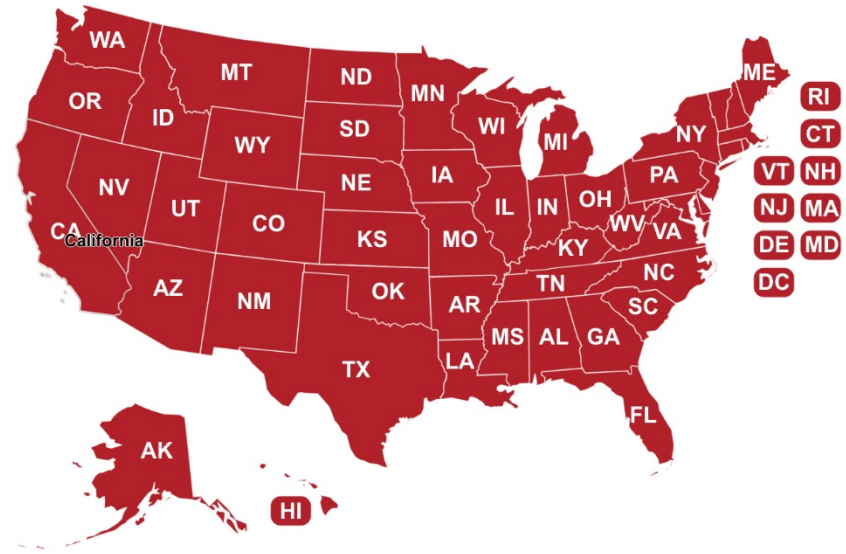 WA
MT
ND
MN
ME
OR
ID
WY
SD
WI
MI
NY
RI
CT
NV
UT
CO
NE
IA
IL
IN
OH
PA
VT NH
CA
California
KS
MO
KY
WV
VA
NJ MA
AZ
NM
OK
AR
TN
NC
DE MD
TX
LA
MS
AL
GA
SC
DC
FL
AK
HI